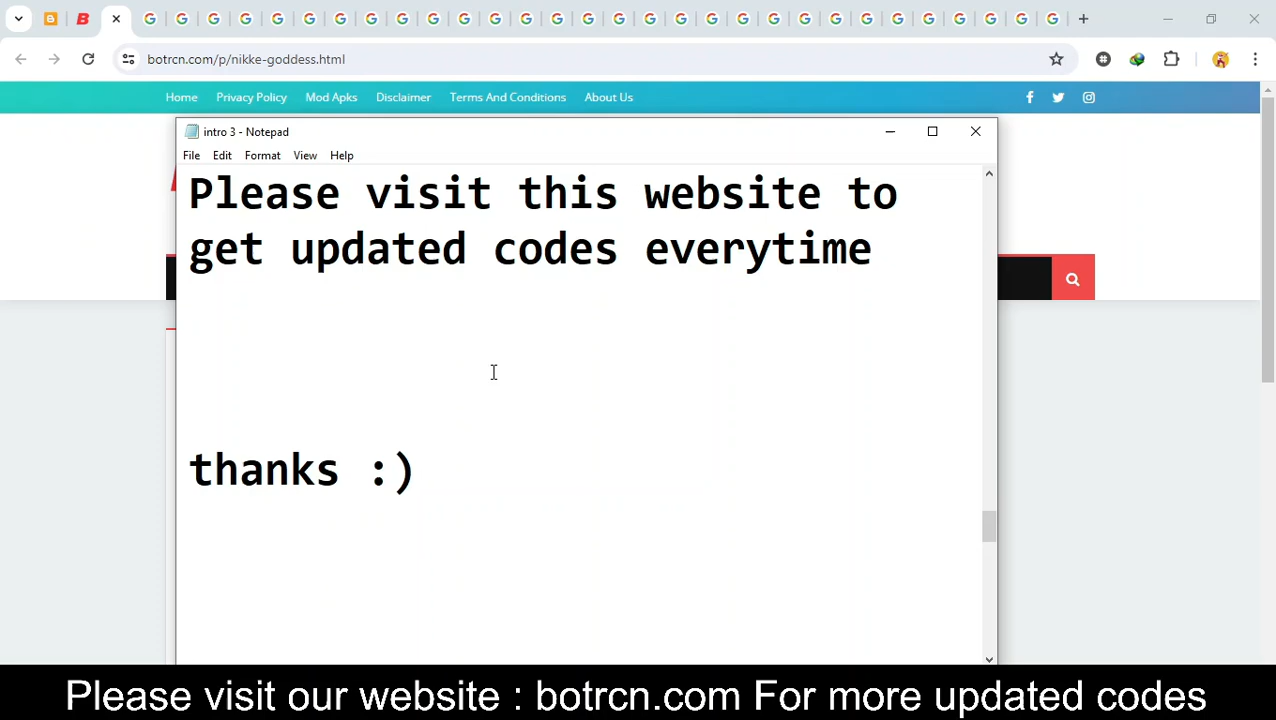 botrcn.com/p/nikke-goddess.html
Home Privacy Policy Mod Apks Disclaimer Terms And Conditions About Us
intro 3 - Notepad
File Edit Format View Help
Please visit this website to
get updated codes everytime
thanks :)
Please visit our website : botrcn.com For more updated codes